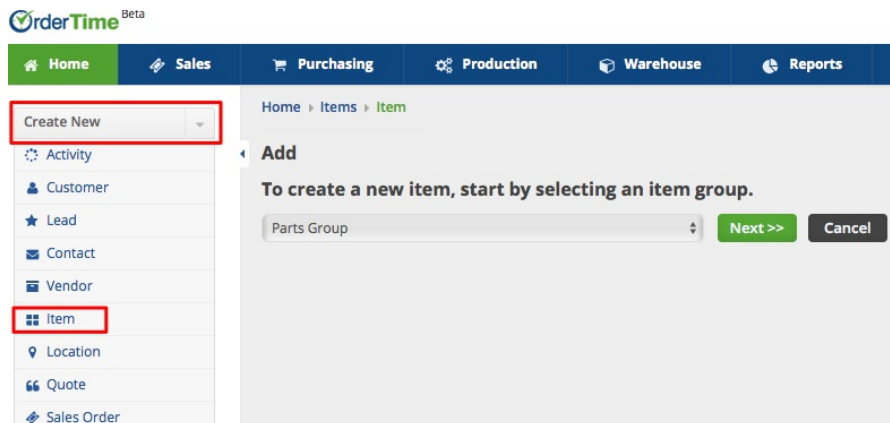 OrderTime Beta
Home Sales Purchasing Production Warehouse Reports
Create New
Activity
Customer
Lead
Contact
Vendor
Item
Location
Quote
Sales Order
Home Items Item
Add
To create a new item, start by selecting an item group.
Parts Group Next >> Cancel